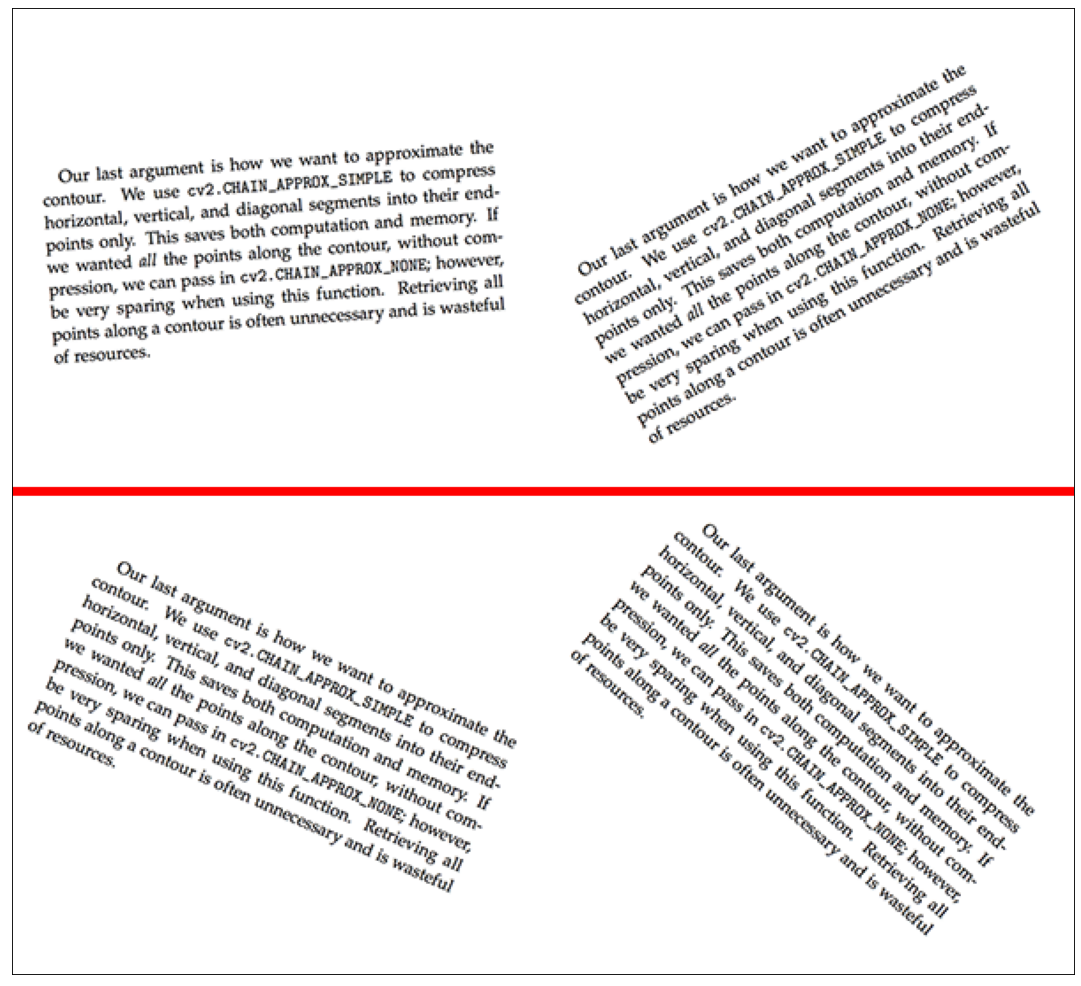 Our last argument is how we want to approximate the
contour. We use cv2.CHAIN_APPROX_SIMPLE to compress
horizontal, vertical, and diagonal segments into their end-
points only. This saves both computation and memory. If
we wanted all the points along the contour, without com-
pression, we can pass in cv2.CHAIN_APPROX_NONE; however,
be very sparing when using this function. Retrieving all
points along a contour is often unnecessary and is wasteful
of resources.
Our last argument is how we want to approximate the
contour. We use cv2.CHAIN_APPROX_SIMPLE to compress
horizontal, vertical, and diagonal segments into their end-
points only. This saves both computation and memory. If
we wanted all the points along the contour, without com-
pression, we can pass in cv2.CHAIN_APPROX_NONE; however,
be very sparing when using this function. Retrieving all
points along a contour is often unnecessary and is wasteful
of resources.
Our last argument is how we want to approximate the
contour. We use cv2.CHAIN_APPROX_SIMPLE to compress
horizontal, vertical, and diagonal segments into their end-
points only. This saves both computation and memory. If
we wanted all the points along the contour, without com-
pression, we can pass in cv2.CHAIN_APPROX_NONE; however,
be very sparing when using this function. Retrieving all
points along a contour is often unnecessary and is wasteful
of resources.
Our last argument is how we want to approximate the
contour. We use cv2.CHAIN_APPROX_SIMPLE to compress
horizontal, vertical, and diagonal segments into their end-
points only. This saves both computation and memory. If
we wanted all the points along the contour, without com-
pression, we can pass in cv2.CHAIN_APPROX_NONE; however,
be very sparing when using this function. Retrieving all
points along a contour is often unnecessary and is wasteful
of resources.